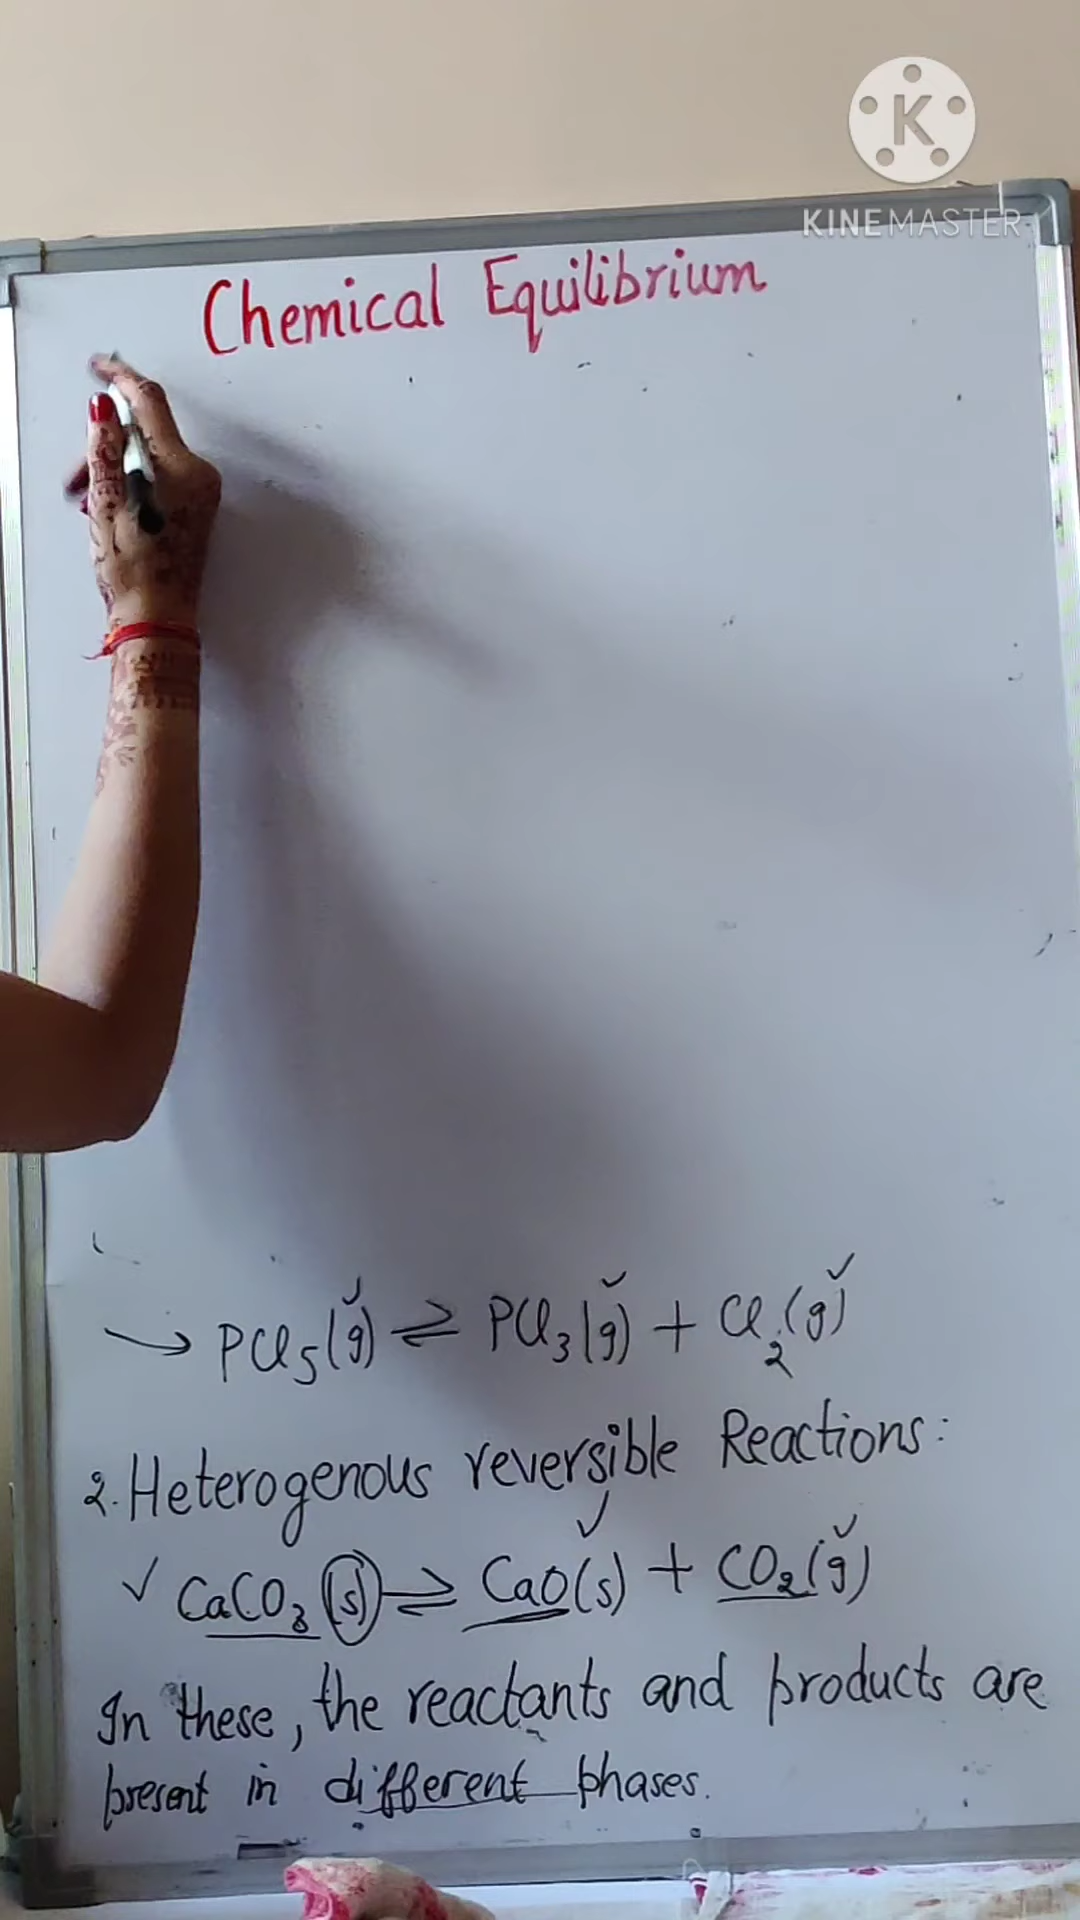 K
KINEMASTER
Chemical Equilibrium
→ PCl₅(g) ⇌ PCl₃(g) + Cl₂(g)
2. Heterogenous reversible Reactions:
✓ CaCO₃(s) ⇌ CaO(s) + CO₂(g)
In these, the reactants and products are
present in different phases.